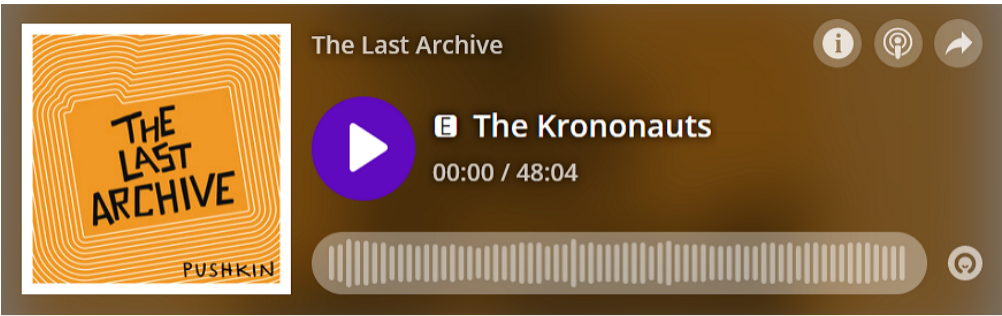 THE
LAST
ARCHIVE
PUSHKIN
The Last Archive
E The Krononauts
00:00 / 48:04